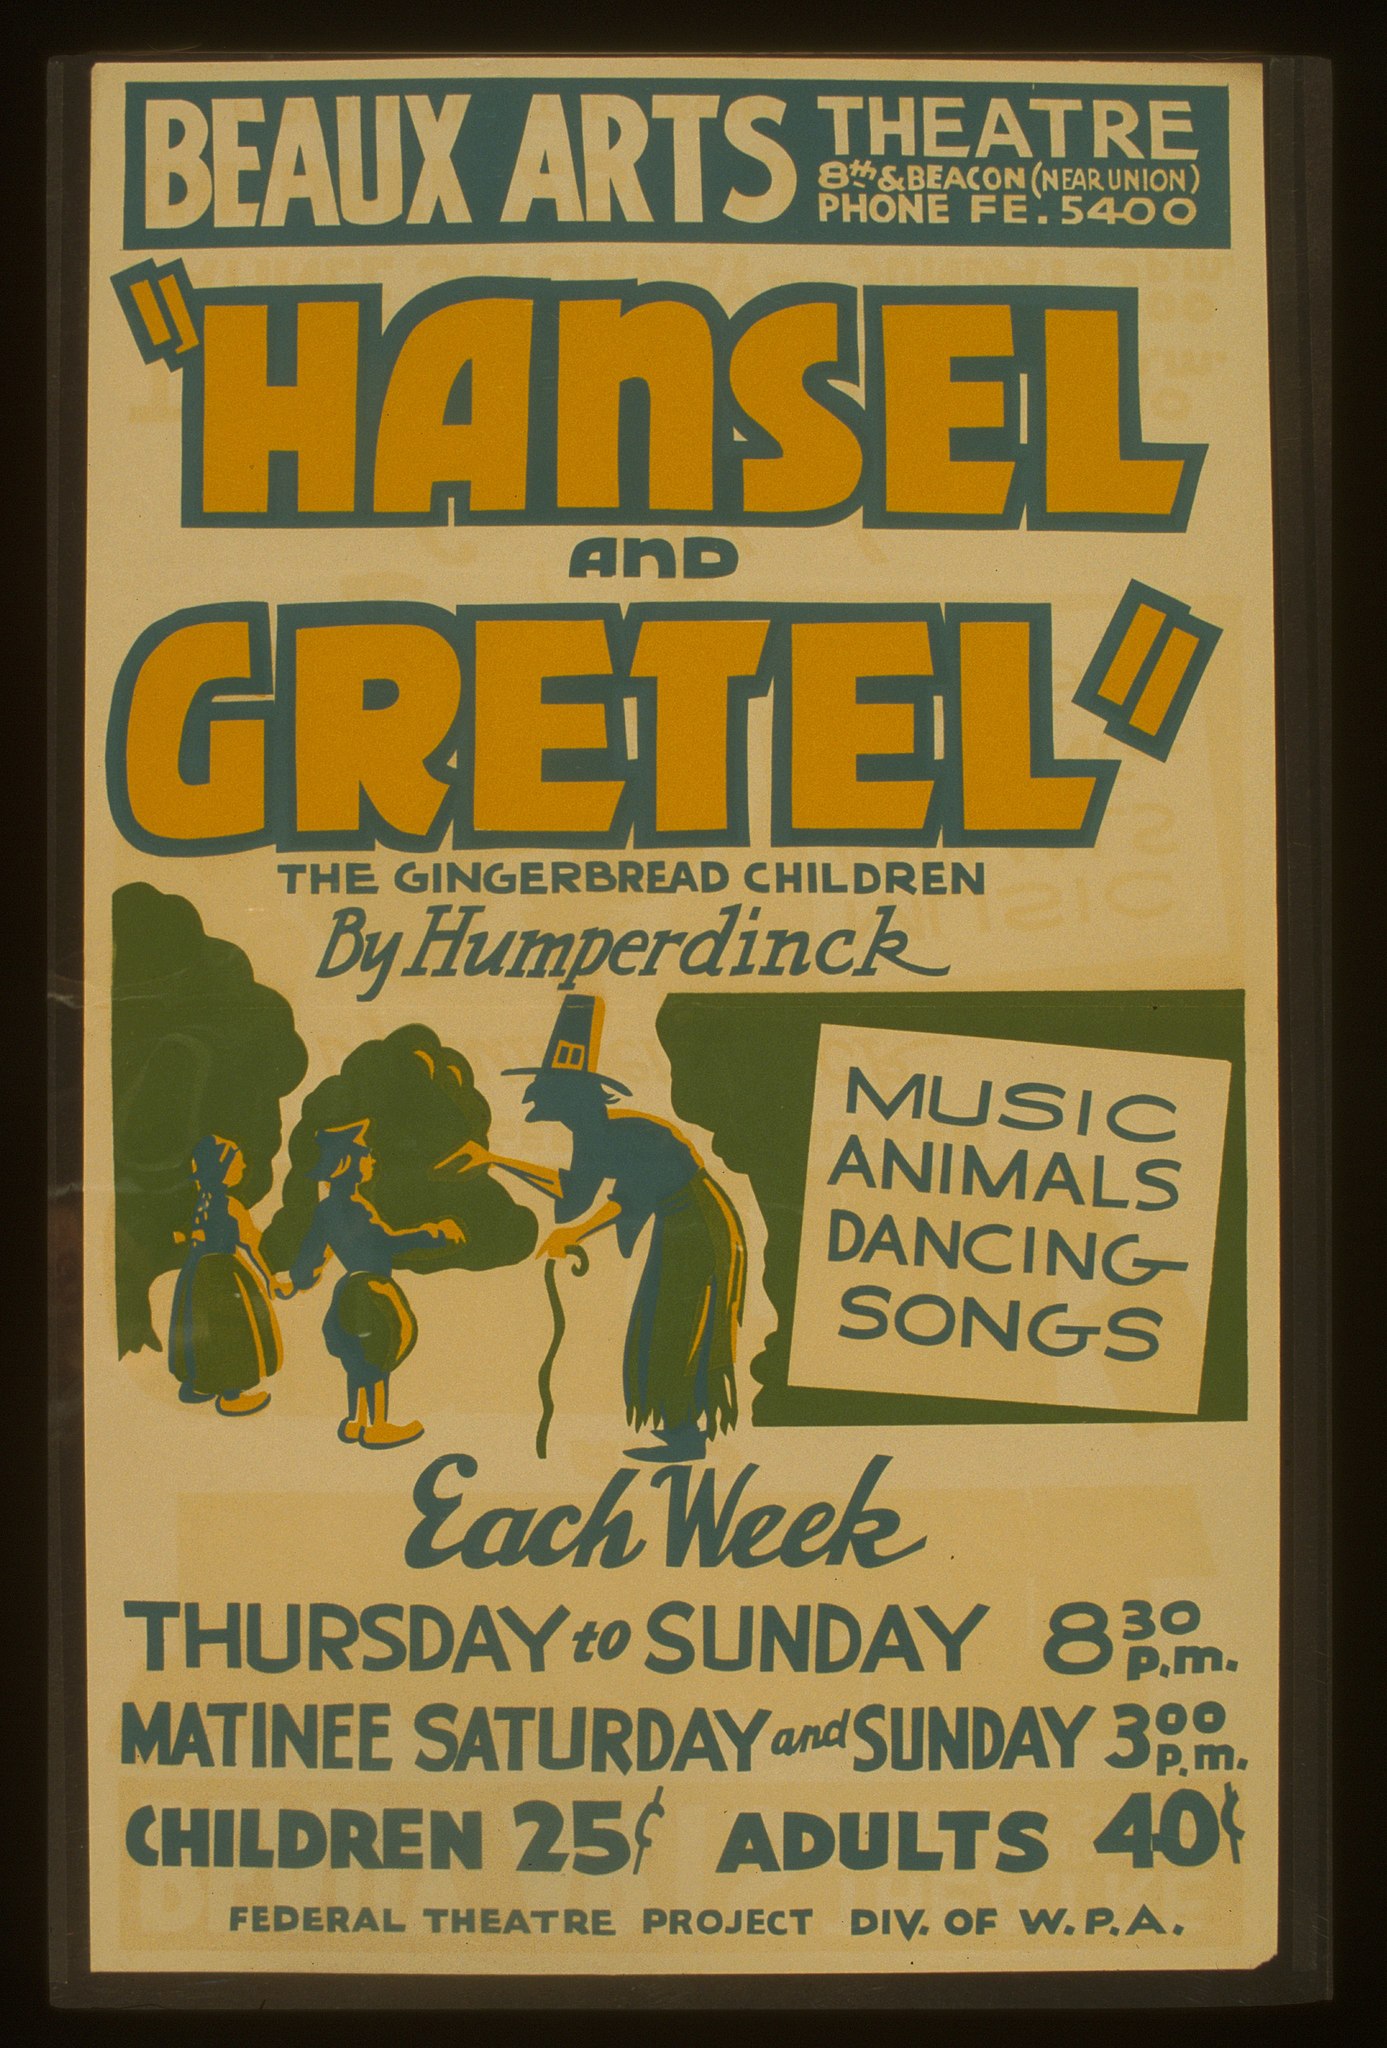 BEAUX ARTS THEATRE
8th & BEACON (NEAR UNION)
PHONE FE. 5400
"HANSEL
AND
GRETEL"
THE GINGERBREAD CHILDREN
By Humperdinck
MUSIC
ANIMALS
DANCING
SONGS
Each Week
THURSDAY to SUNDAY 8 30 p.m.
MATINEE SATURDAY and SUNDAY 3 00 p.m.
CHILDREN 25¢ ADULTS 40¢
FEDERAL THEATRE PROJECT DIV. OF W.P.A.